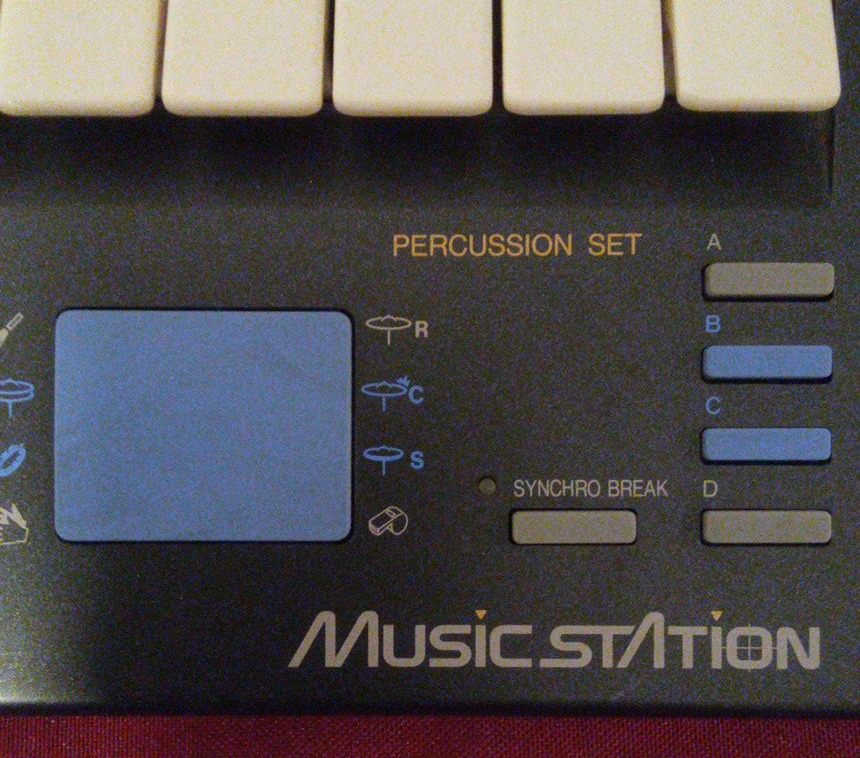 PERCUSSION SET
A
B
C
R
C
S
SYNCHRO BREAK
D
MUSIC STATION